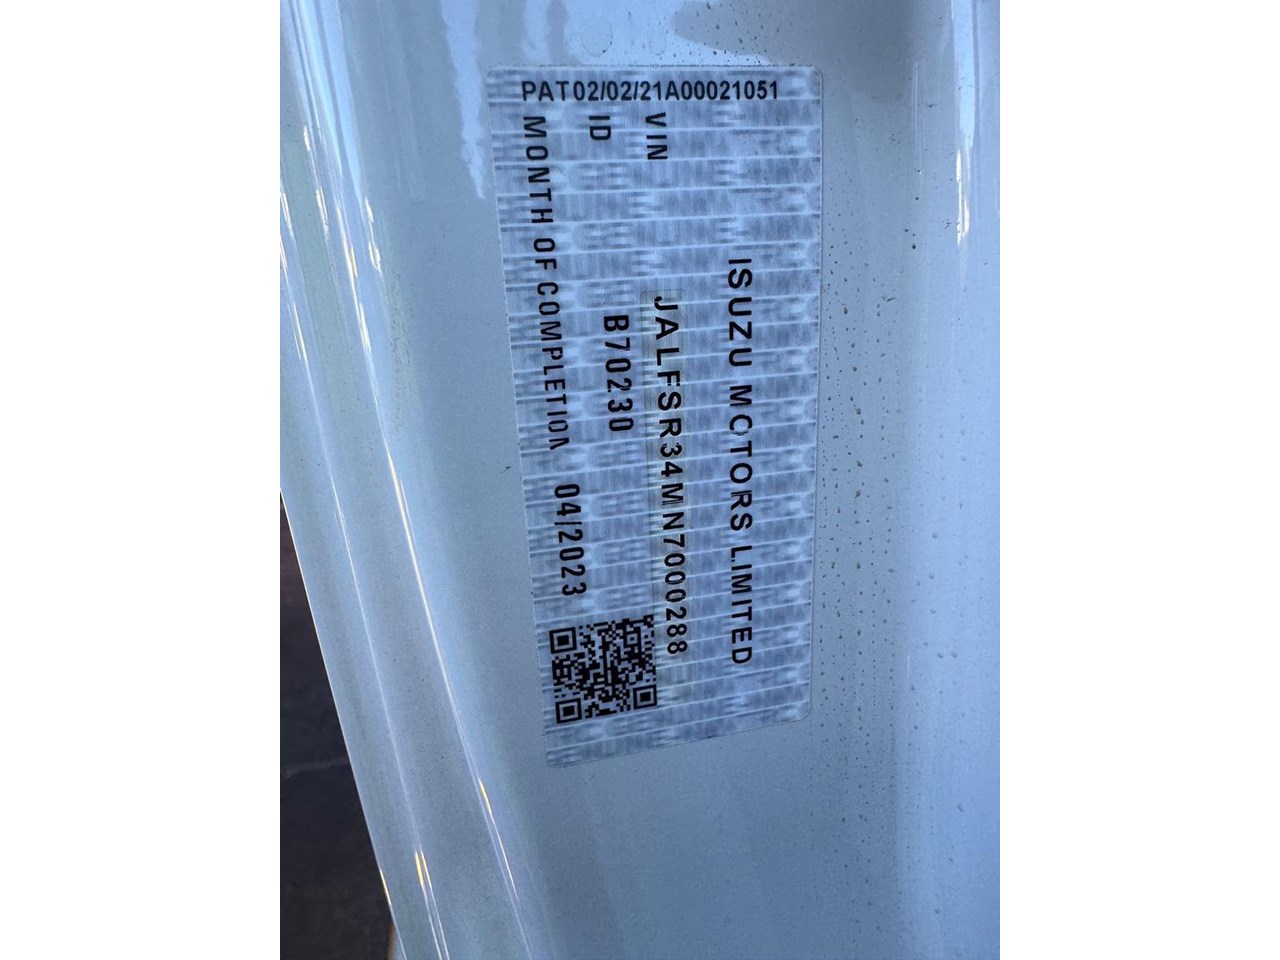 PAT02/02/21A00021051
ISUZU MOTORS LIMITED
VIN JALFSR34MN7000288
ID B70230
MONTH OF COMPLETION 04/2023